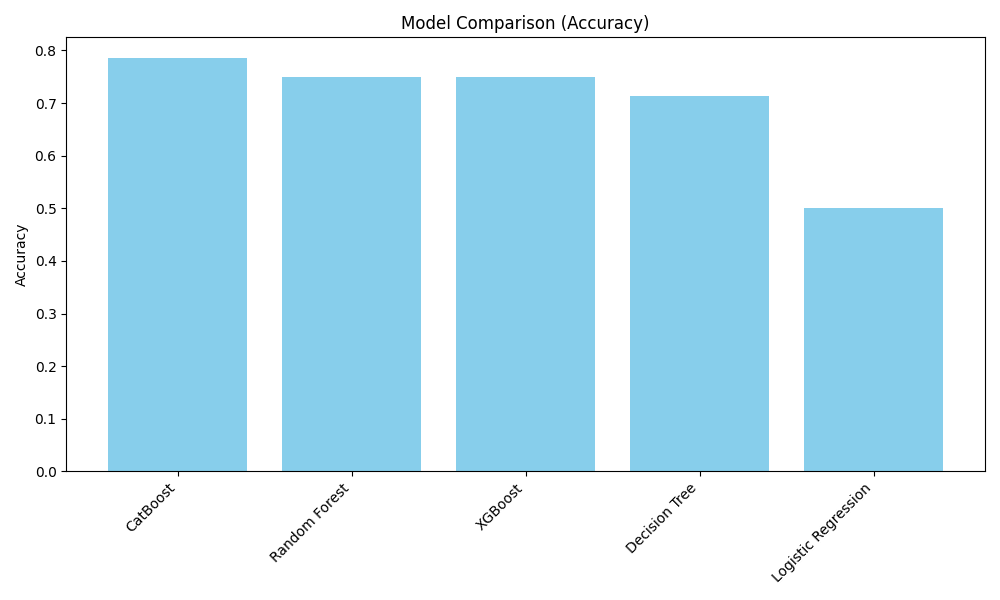 Model Comparison (Accuracy)
Accuracy
0.8
0.7
0.6
0.5
0.4
0.3
0.2
0.1
0.0
CatBoost
Random Forest
XGBoost
Decision Tree
Logistic Regression